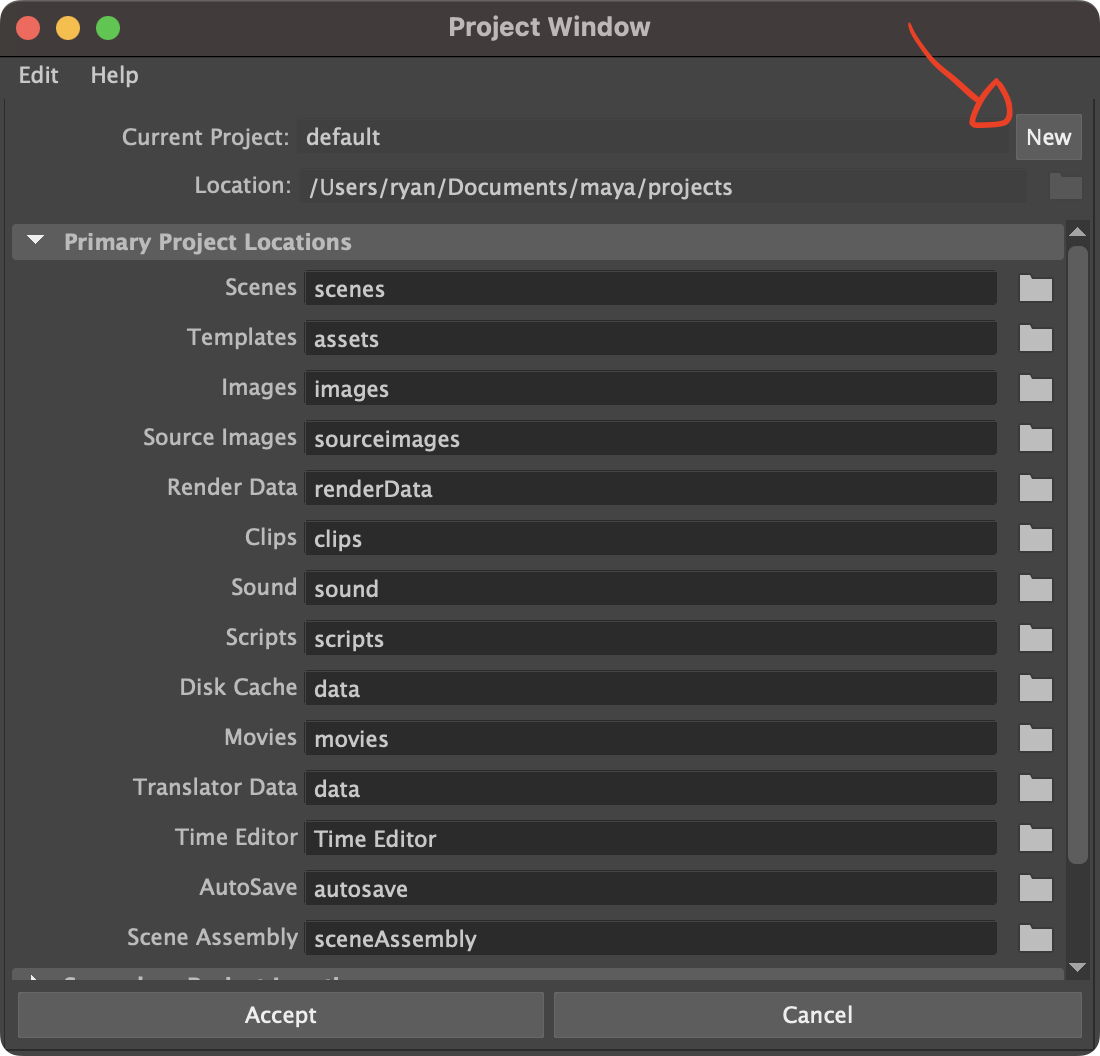 Project Window
Edit Help
Current Project: default New
Location: /Users/ryan/Documents/maya/projects
Primary Project Locations
Scenes scenes
Templates assets
Images images
Source Images sourceimages
Render Data renderData
Clips clips
Sound sound
Scripts scripts
Disk Cache data
Movies movies
Translator Data data
Time Editor Time Editor
AutoSave autosave
Scene Assembly sceneAssembly
Accept Cancel